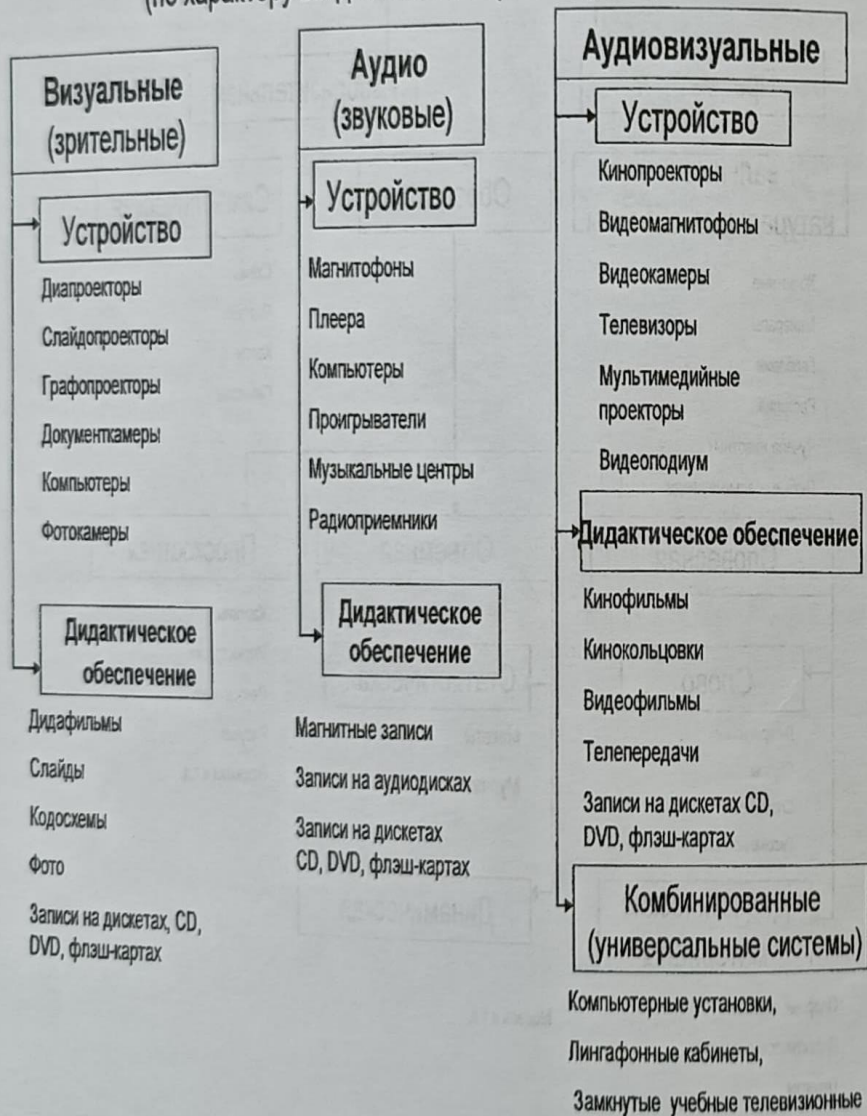 Визуальные
(зрительные)
Устройство
Диапроекторы
Слайдопроекторы
Графопроекторы
Документкамеры
Компьютеры
Фотокамеры
Дидактическое
обеспечение
Дидафильмы
Слайды
Кодосхемы
Фото
Записи на дискетах, CD,
DVD, флэш-картах
Аудио
(звуковые)
Устройство
Магнитофоны
Плеера
Компьютеры
Проигрыватели
Музыкальные центры
Радиоприемники
Дидактическое
обеспечение
Магнитные записи
Записи на аудиодисках
Записи на дискетах
CD, DVD, флэш-картах
Аудиовизуальные
Устройство
Кинопроекторы
Видеомагнитофоны
Видеокамеры
Телевизоры
Мультимедийные
проекторы
Видеоподиум
Дидактическое обеспечение
Кинофильмы
Кинокольцовки
Видеофильмы
Телепередачи
Записи на дискетах CD,
DVD, флэш-картах
Комбинированные
(универсальные системы)
Компьютерные установки,
Лингафонные кабинеты,
Замкнутые учебные телевизионные